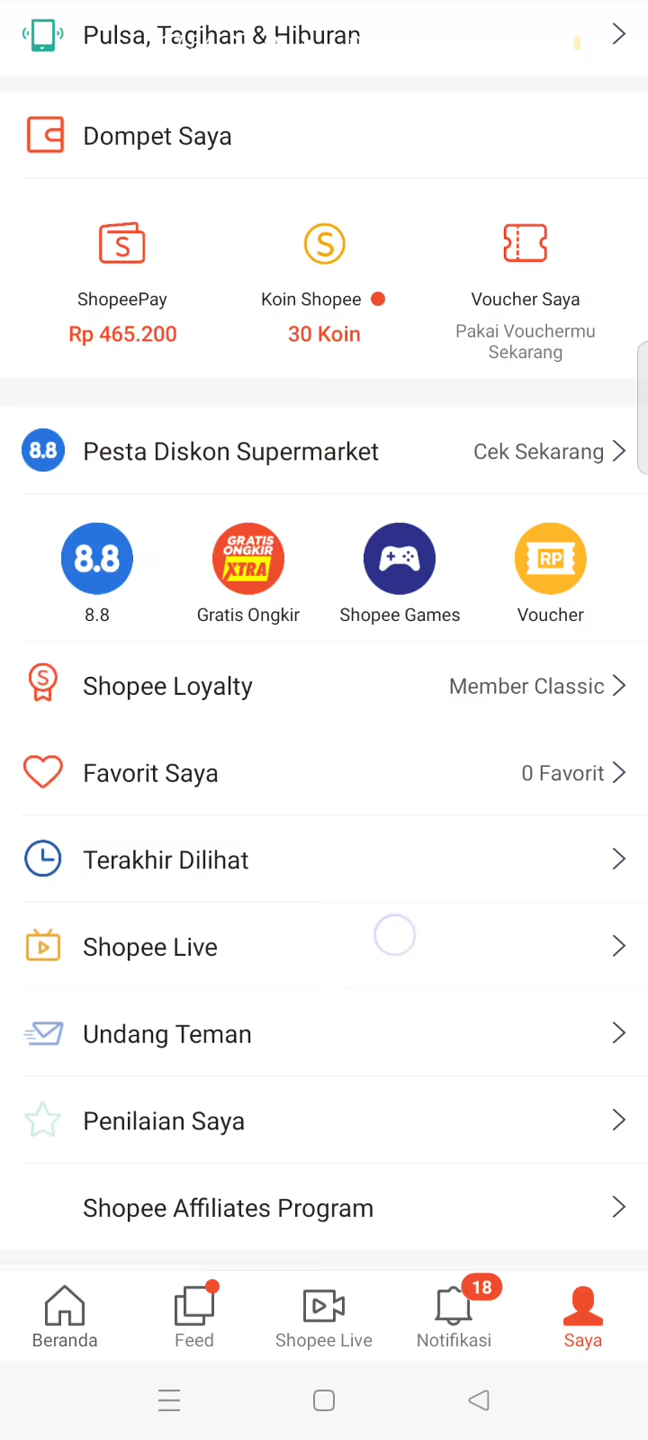 Pulsa, Tagihan & Hiburan
Dompet Saya
S
S
ShopeePay
Koin Shopee
Voucher Saya
Rp 465.200
30 Koin
Pakai Vouchermu
Sekarang
8.8
Pesta Diskon Supermarket
Cek Sekarang
8.8
GRATIS
ONGKIR
XTRA
RP
8.8
Gratis Ongkir
Shopee Games
Voucher
S
Shopee Loyalty
Member Classic
Favorit Saya
0 Favorit
Terakhir Dilihat
Shopee Live
Undang Teman
Penilaian Saya
Shopee Affiliates Program
18
Beranda
Feed
Shopee Live
Notifikasi
Saya